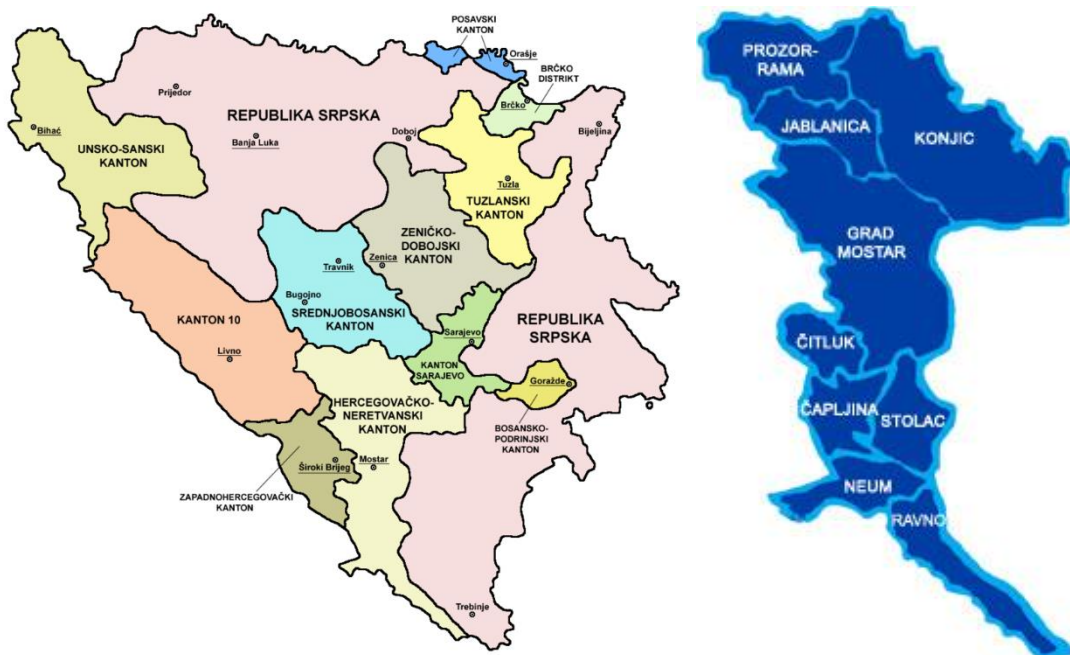 POSAVSKI
KANTON
Orašje
BRČKO
DISTRIKT
Prijedor
Brčko
REPUBLIKA SRPSKA
Bihać
Banja Luka
Doboj
Bijeljina
UNSKO-SANSKI
KANTON
Tuzla
TUZLANSKI
KANTON
ZENIČKO-
DOBOJSKI
KANTON
Zenica
Travnik
Bugojno
SREDNJOBOSANSKI
KANTON
KANTON 10
Livno
Sarajevo
REPUBLIKA
SRPSKA
KANTON
SARAJEVO
Goražde
HERCEGOVAČKO-
NERETVANSKI
KANTON
BOSANSKO-
PODRINJSKI
KANTON
Široki Brijeg
Mostar
ZAPADNOHERCEGOVAČKI
KANTON
Trebinje
PROZOR-
RAMA
JABLANICA
KONJIC
GRAD
MOSTAR
ČITLUK
ČAPLJINA
STOLAC
NEUM
RAVNO